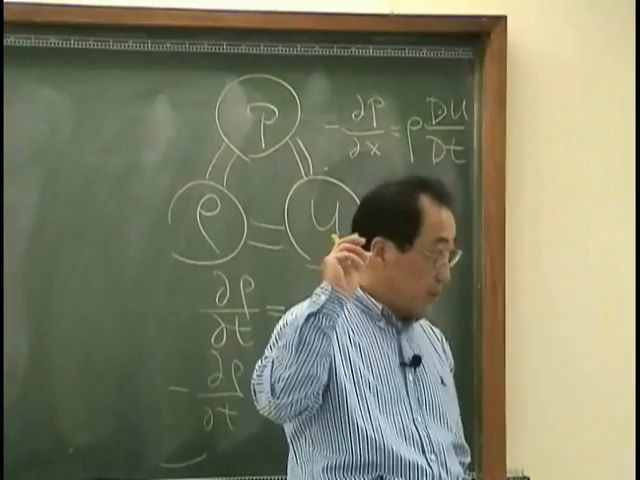 p
-∂p/∂x = ρ DU/Dt
ρ
U
∂ρ/∂t =
-∂ρ/∂t